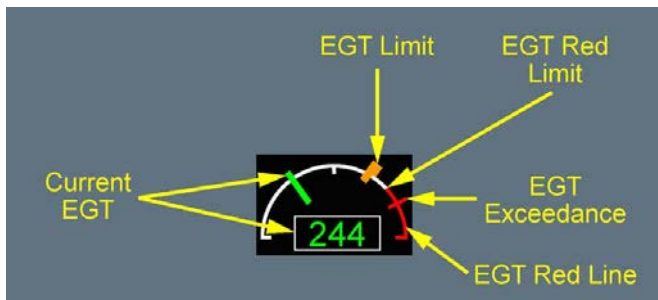 EGT Limit
EGT Red
Limit
Current
EGT
EGT
Exceedance
244
EGT Red Line